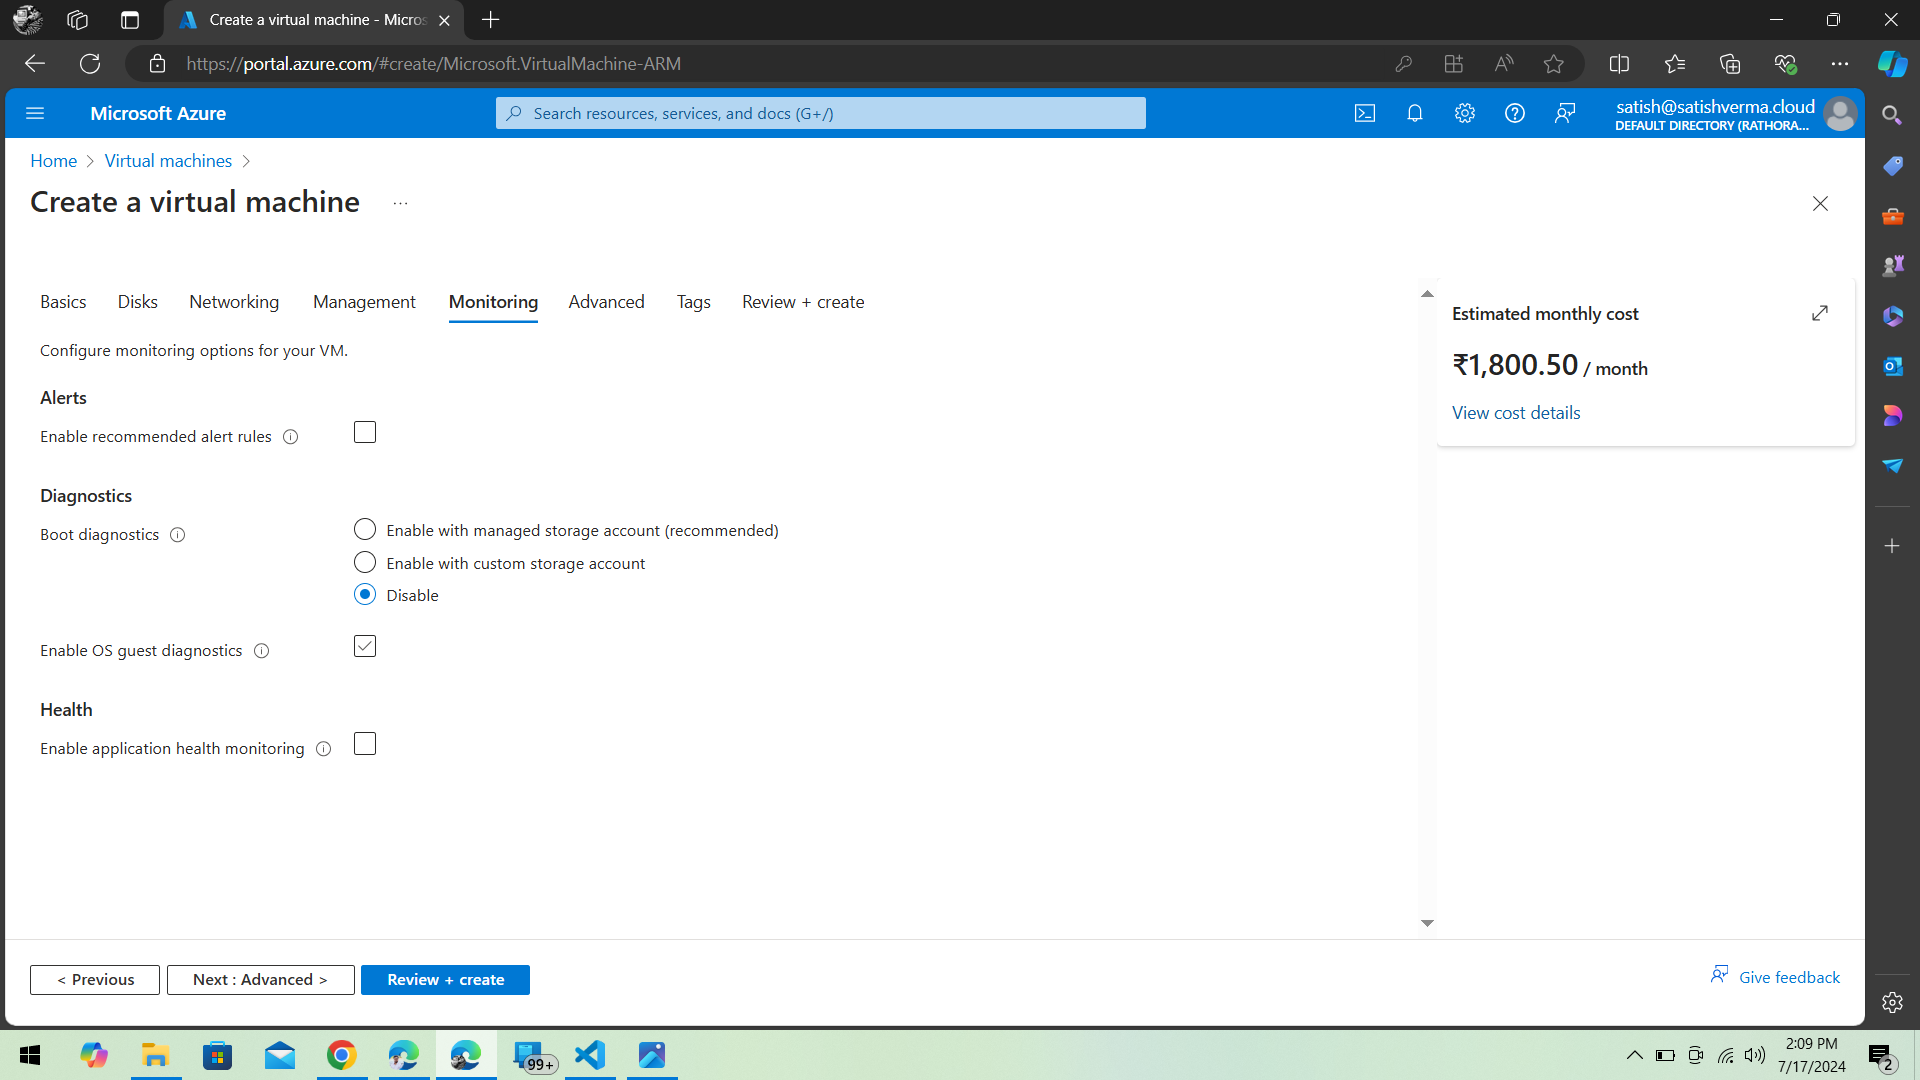 Create a virtual machine - Micros
https://portal.azure.com/#create/Microsoft.VirtualMachine-ARM
Microsoft Azure
Search resources, services, and docs (G+/)
satish@satishverma.cloud
DEFAULT DIRECTORY (RATHORA...
Home > Virtual machines >
Create a virtual machine ...
Basics Disks Networking Management Monitoring Advanced Tags Review + create
Configure monitoring options for your VM.
Alerts
Enable recommended alert rules
Diagnostics
Boot diagnostics
Enable with managed storage account (recommended)
Enable with custom storage account
Disable
Enable OS guest diagnostics
Health
Enable application health monitoring
Estimated monthly cost
₹1,800.50 / month
View cost details
< Previous
Next : Advanced >
Review + create
Give feedback
99+
2:09 PM
7/17/2024
2